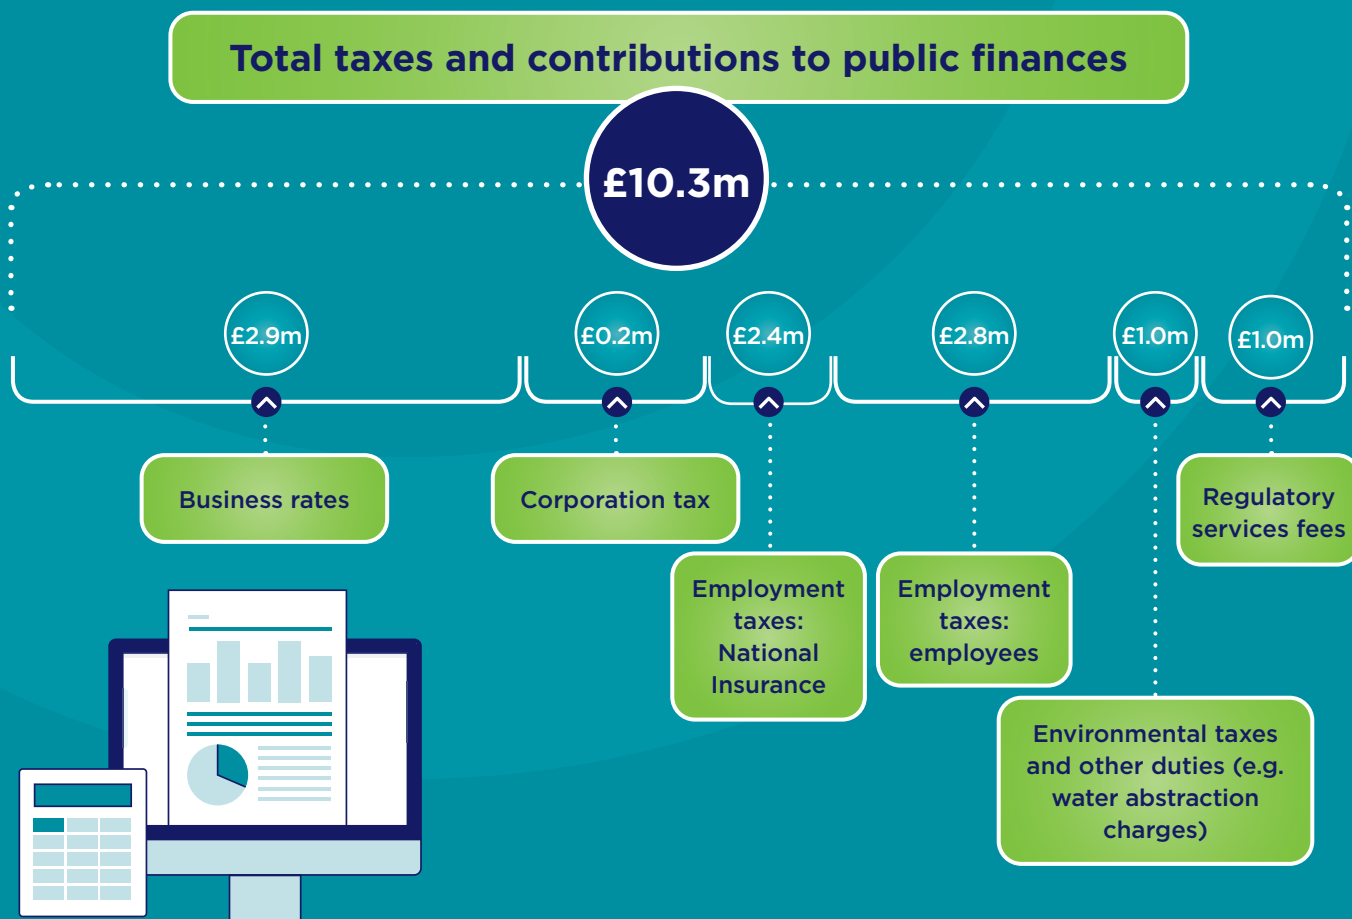 Total taxes and contributions to public finances
£10.3m
£2.9m
£0.2m
£2.4m
£2.8m
£1.0m
£1.0m
Business rates
Corporation tax
Employment
taxes:
National
Insurance
Employment
taxes:
employees
Environmental taxes
and other duties (e.g.
water abstraction
charges)
Regulatory
services fees